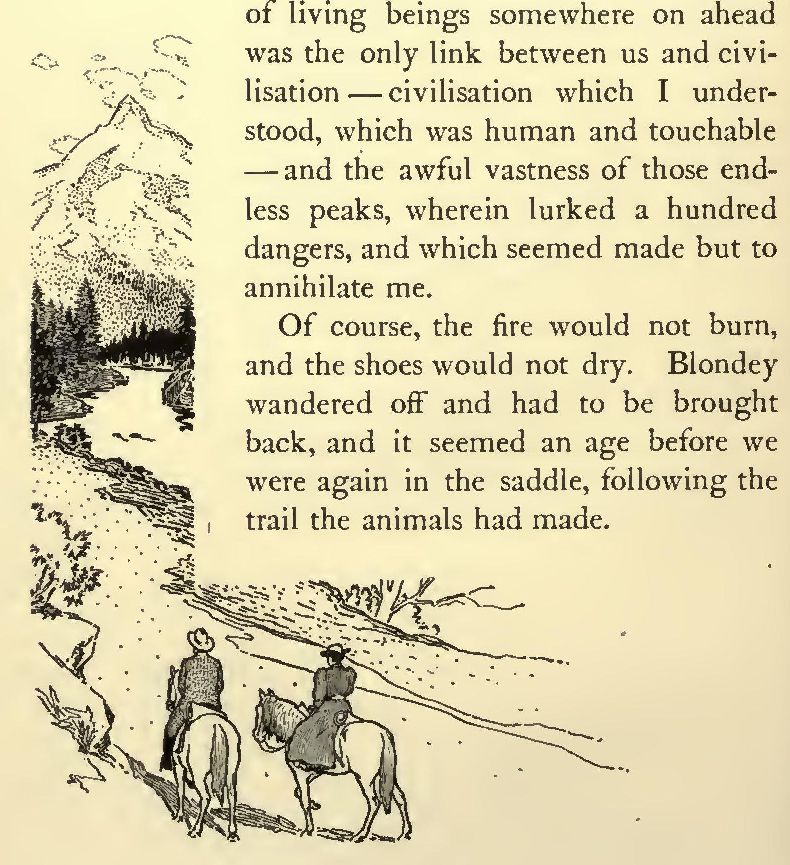 of living beings somewhere on ahead
was the only link between us and civi-
lisation — civilisation which I under-
stood, which was human and touchable
— and the awful vastness of those end-
less peaks, wherein lurked a hundred
dangers, and which seemed made but to
annihilate me.
Of course, the fire would not burn,
and the shoes would not dry. Blondey
wandered off and had to be brought
back, and it seemed an age before we
were again in the saddle, following the
trail the animals had made.